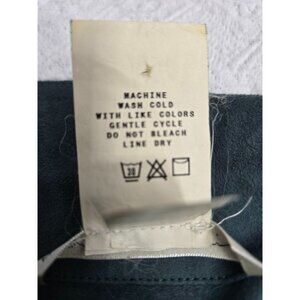 MACHINE
WASH COLD
WITH LIKE COLORS
GENTLE CYCLE
DO NOT BLEACH
LINE DRY
30